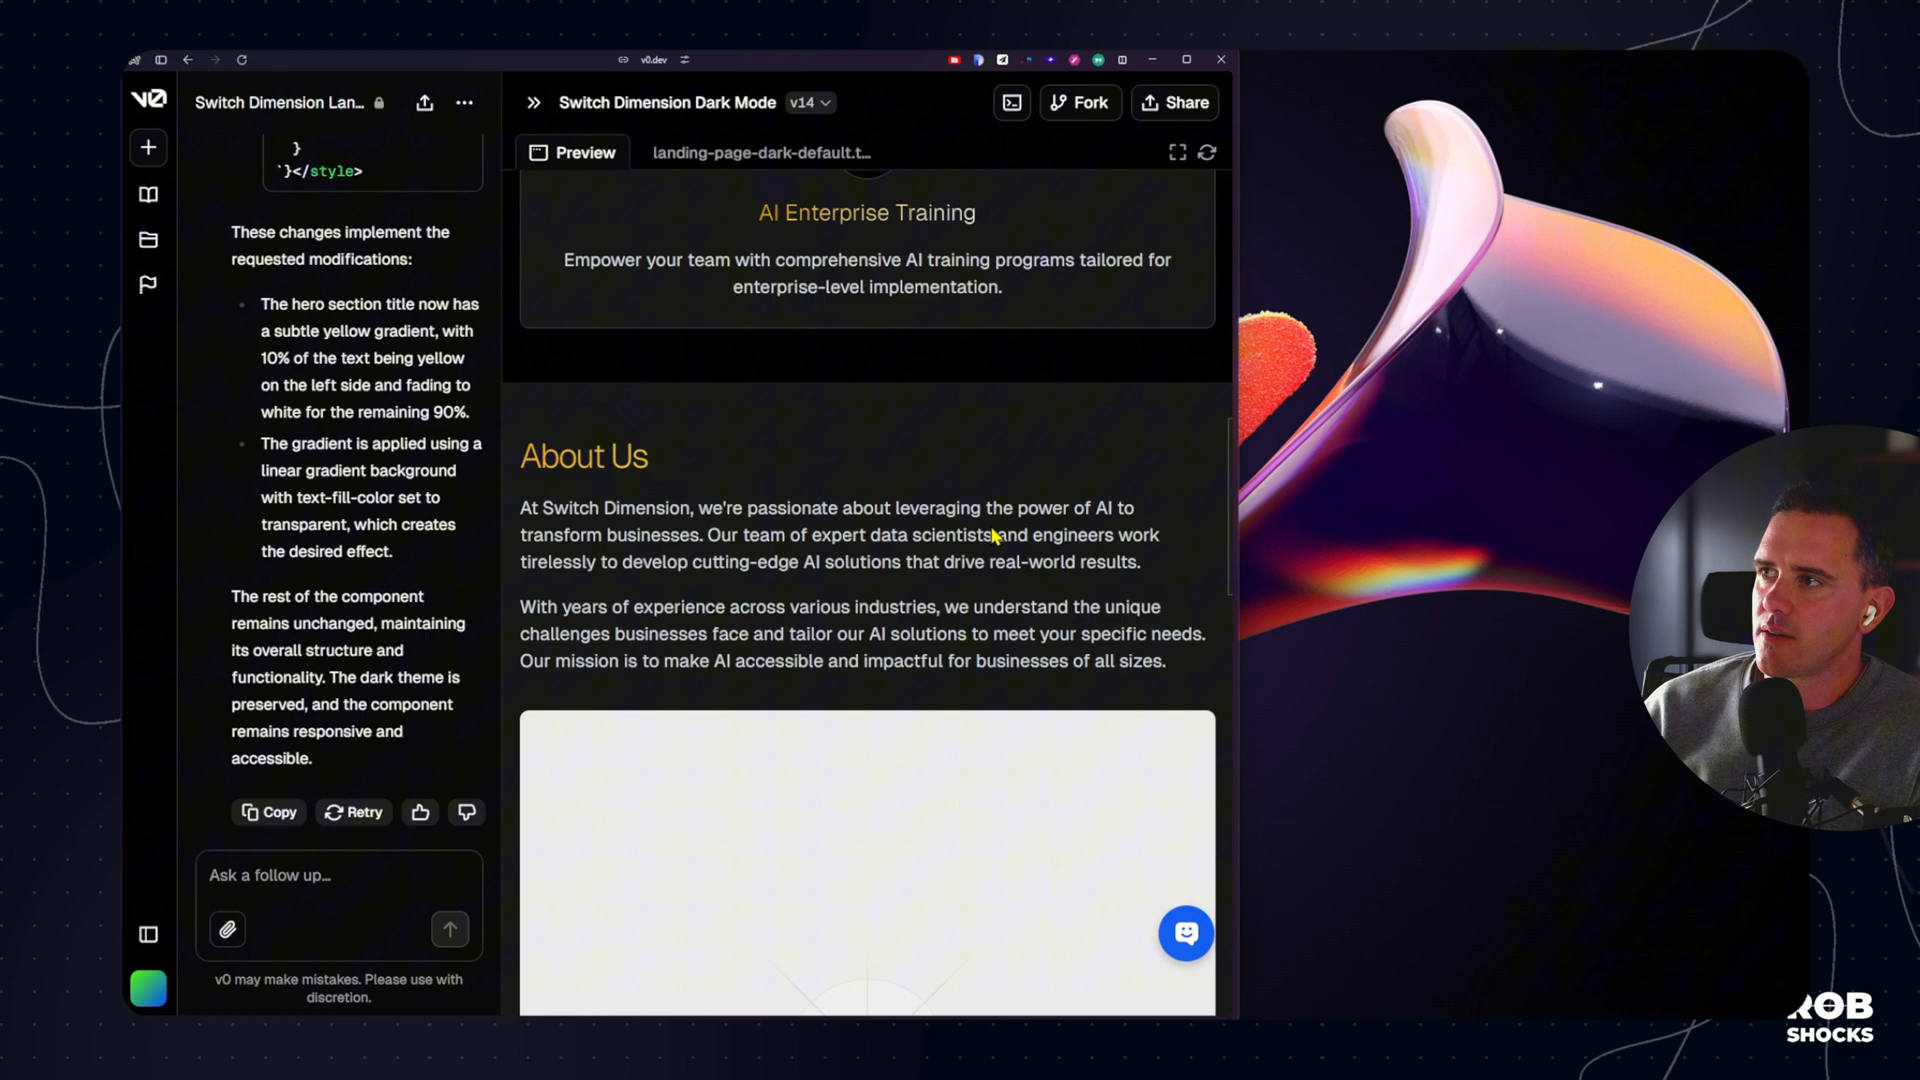 v0.dev
v0
Switch Dimension Lan...
Switch Dimension Dark Mode
v14
Fork
Share
Preview
landing-page-dark-default.t...
}
`}</style>
These changes implement the
requested modifications:
The hero section title now has
a subtle yellow gradient, with
10% of the text being yellow
on the left side and fading to
white for the remaining 90%.
The gradient is applied using a
linear gradient background
with text-fill-color set to
transparent, which creates
the desired effect.
The rest of the component
remains unchanged, maintaining
its overall structure and
functionality. The dark theme is
preserved, and the component
remains responsive and
accessible.
Copy
Retry
Ask a follow up...
v0 may make mistakes. Please use with
discretion.
AI Enterprise Training
Empower your team with comprehensive AI training programs tailored for
enterprise-level implementation.
About Us
At Switch Dimension, we're passionate about leveraging the power of AI to
transform businesses. Our team of expert data scientists and engineers work
tirelessly to develop cutting-edge AI solutions that drive real-world results.
With years of experience across various industries, we understand the unique
challenges businesses face and tailor our AI solutions to meet your specific needs.
Our mission is to make AI accessible and impactful for businesses of all sizes.
ROB
SHOCKS